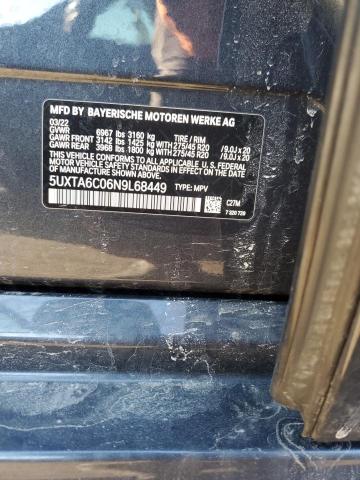 MFD BY BAYERISCHE MOTOREN WERKE AG
03/22
GVWR 6967 lbs 3160 kg TIRE / RIM
GAWR FRONT 3142 lbs 1425 kg WITH 275/45 R20 / 9.0J x 20
GAWR REAR 3968 lbs 1800 kg WITH 275/45 R20 / 9.0J x 20
THIS VEHICLE CONFORMS TO ALL APPLICABLE U. S. FEDERAL
MOTOR VEHICLE SAFETY STANDARDS IN EFFECT ON THE
DATE OF MANUFACTURE SHOWN ABOVE.
5UXTA6C06N9L68449 TYPE: MPV
C27M
7 320 720